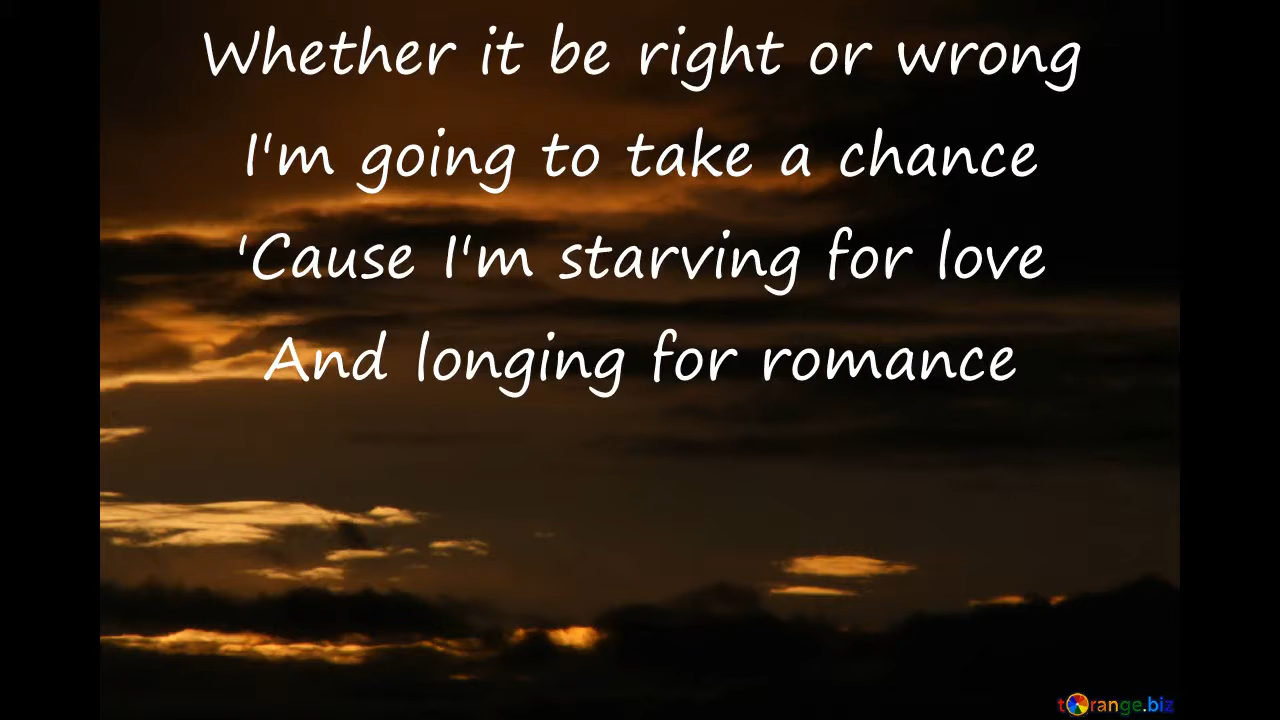 Whether it be right or wrong
I'm going to take a chance
'Cause I'm starving for love
And longing for romance
tOrange.biz